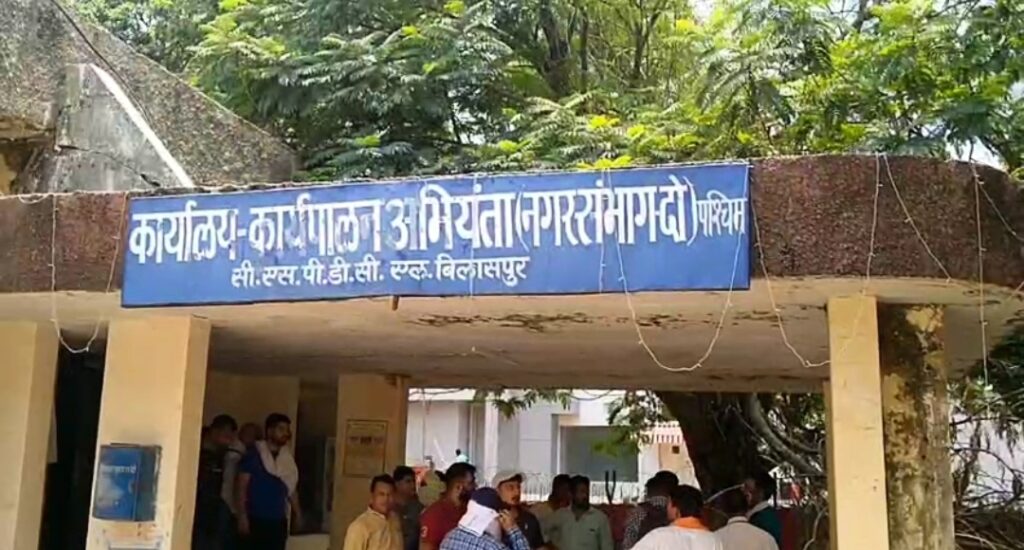 कार्यालय-कार्यपालन अभियंता (नगर संभाग-दो) पश्चिम
सी.एस.पी.डी.सी.एल. बिलासपुर